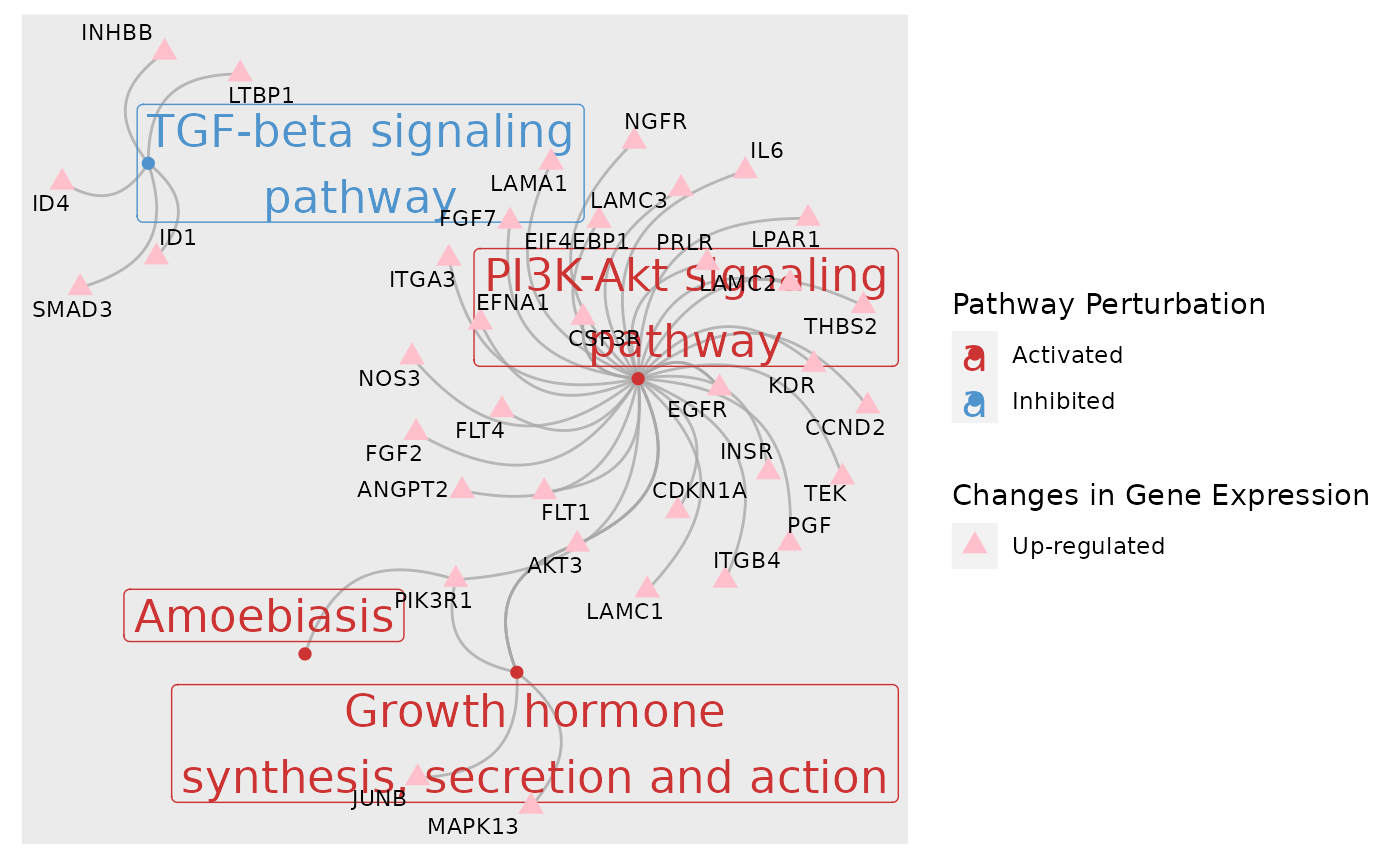 INHBB
LTBP1
TGF-beta signaling
pathway
NGFR
IL6
LAMA1
ID4
LAMC3
FGF7
ID1
EIF4EBP1
PRLR
LPAR1
ITGA3
PI3K-Akt signaling
pathway
LAMC2
SMAD3
EFNA1
THBS2
CSF3R
NOS3
KDR
EGFR
FLT4
CCND2
FGF2
INSR
ANGPT2
CDKN1A
TEK
FLT1
PGF
AKT3
ITGB4
PIK3R1
LAMC1
Amoebiasis
Growth hormone
synthesis, secretion and action
JUNB
MAPK13
Pathway Perturbation
a Activated
a Inhibited
Changes in Gene Expression
Up-regulated